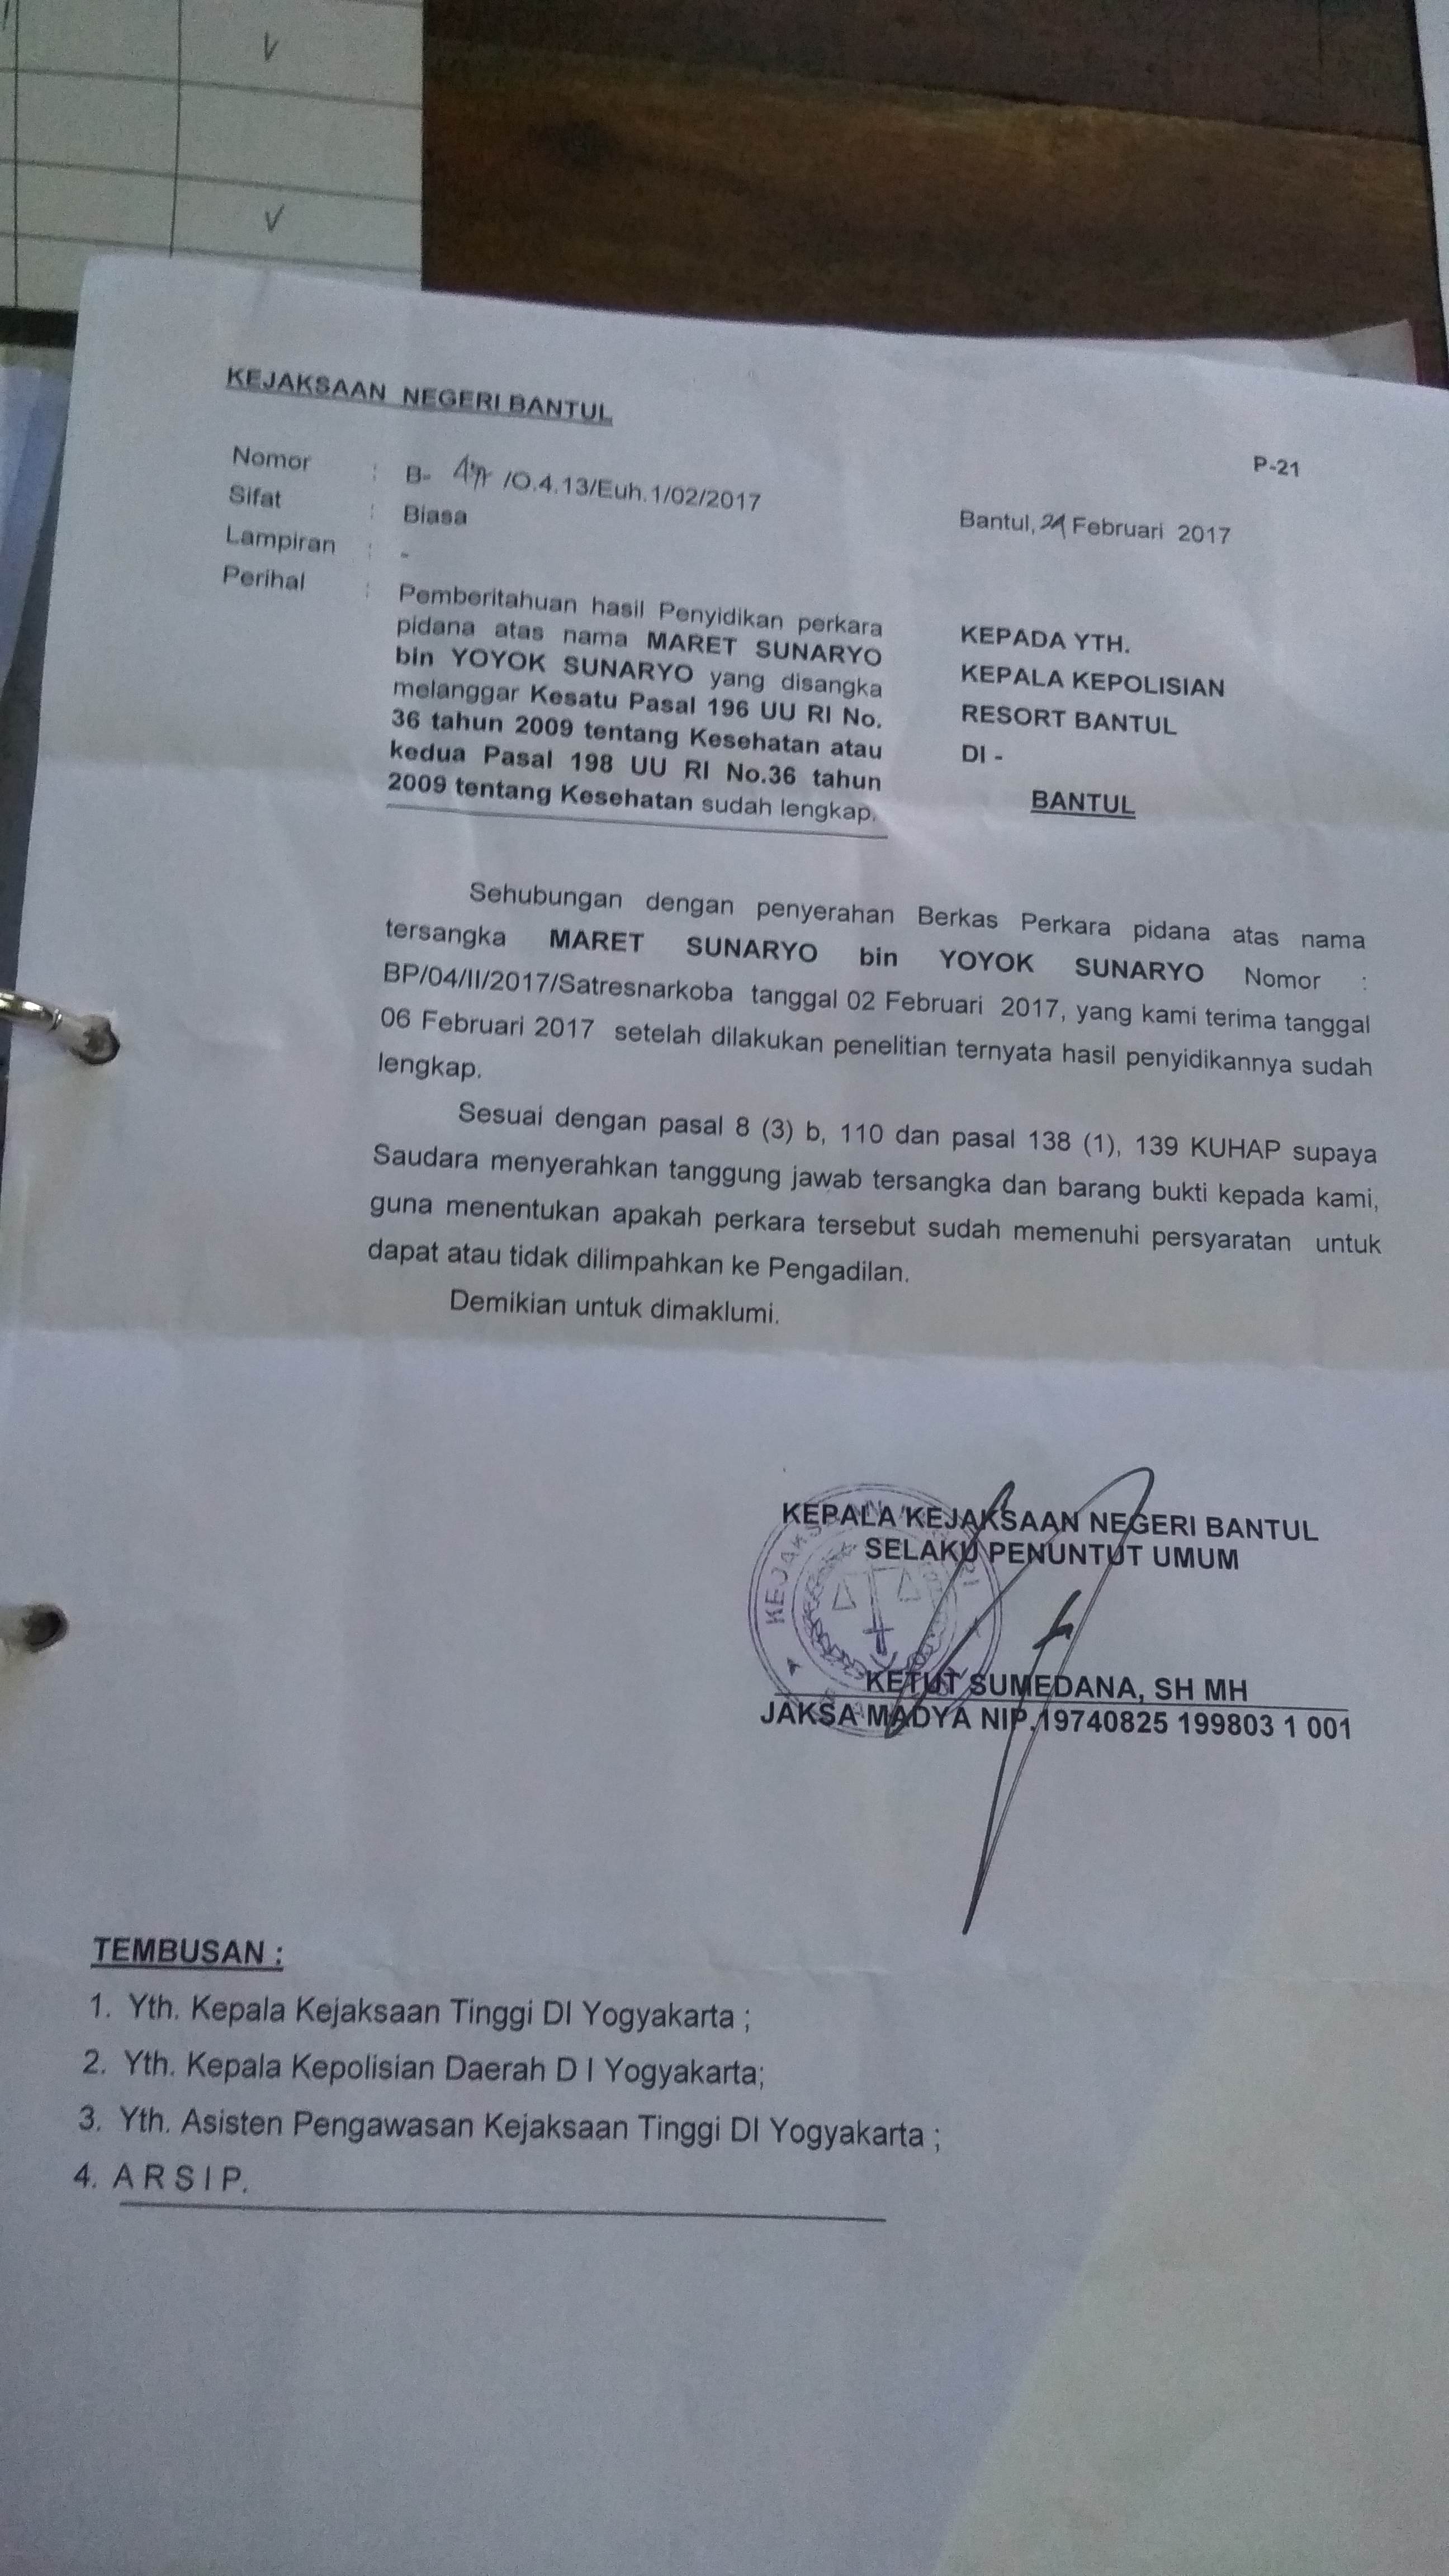 KEJAKSAAN NEGERI BANTUL
P-21
Nomor : B- /O.4.13/Euh.1/02/2017
Sifat : Biasa
Bantul, Februari 2017
Lampiran : -
Perihal : Pemberitahuan hasil Penyidikan perkara
pidana atas nama MARET SUNARYO
bin YOYOK SUNARYO yang disangka
melanggar Kesatu Pasal 196 UU RI No.
36 tahun 2009 tentang Kesehatan atau
kedua Pasal 198 UU RI No.36 tahun
2009 tentang Kesehatan sudah lengkap.
KEPADA YTH.
KEPALA KEPOLISIAN
RESORT BANTUL
DI -
BANTUL
Sehubungan dengan penyerahan Berkas Perkara pidana atas nama
tersangka MARET SUNARYO bin YOYOK SUNARYO Nomor :
BP/04/II/2017/Satresnarkoba tanggal 02 Februari 2017, yang kami terima tanggal
06 Februari 2017 setelah dilakukan penelitian ternyata hasil penyidikannya sudah
lengkap.
Sesuai dengan pasal 8 (3) b, 110 dan pasal 138 (1), 139 KUHAP supaya
Saudara menyerahkan tanggung jawab tersangka dan barang bukti kepada kami,
guna menentukan apakah perkara tersebut sudah memenuhi persyaratan untuk
dapat atau tidak dilimpahkan ke Pengadilan.
Demikian untuk dimaklumi.
KEPALA KEJAKSAAN NEGERI BANTUL
SELAKU PENUNTUT UMUM
KETUT SUMEDANA, SH MH
JAKSA MADYA NIP.19740825 199803 1 001
TEMBUSAN :
1. Yth. Kepala Kejaksaan Tinggi DI Yogyakarta ;
2. Yth. Kepala Kepolisian Daerah D I Yogyakarta;
3. Yth. Asisten Pengawasan Kejaksaan Tinggi DI Yogyakarta ;
4. A R S I P.